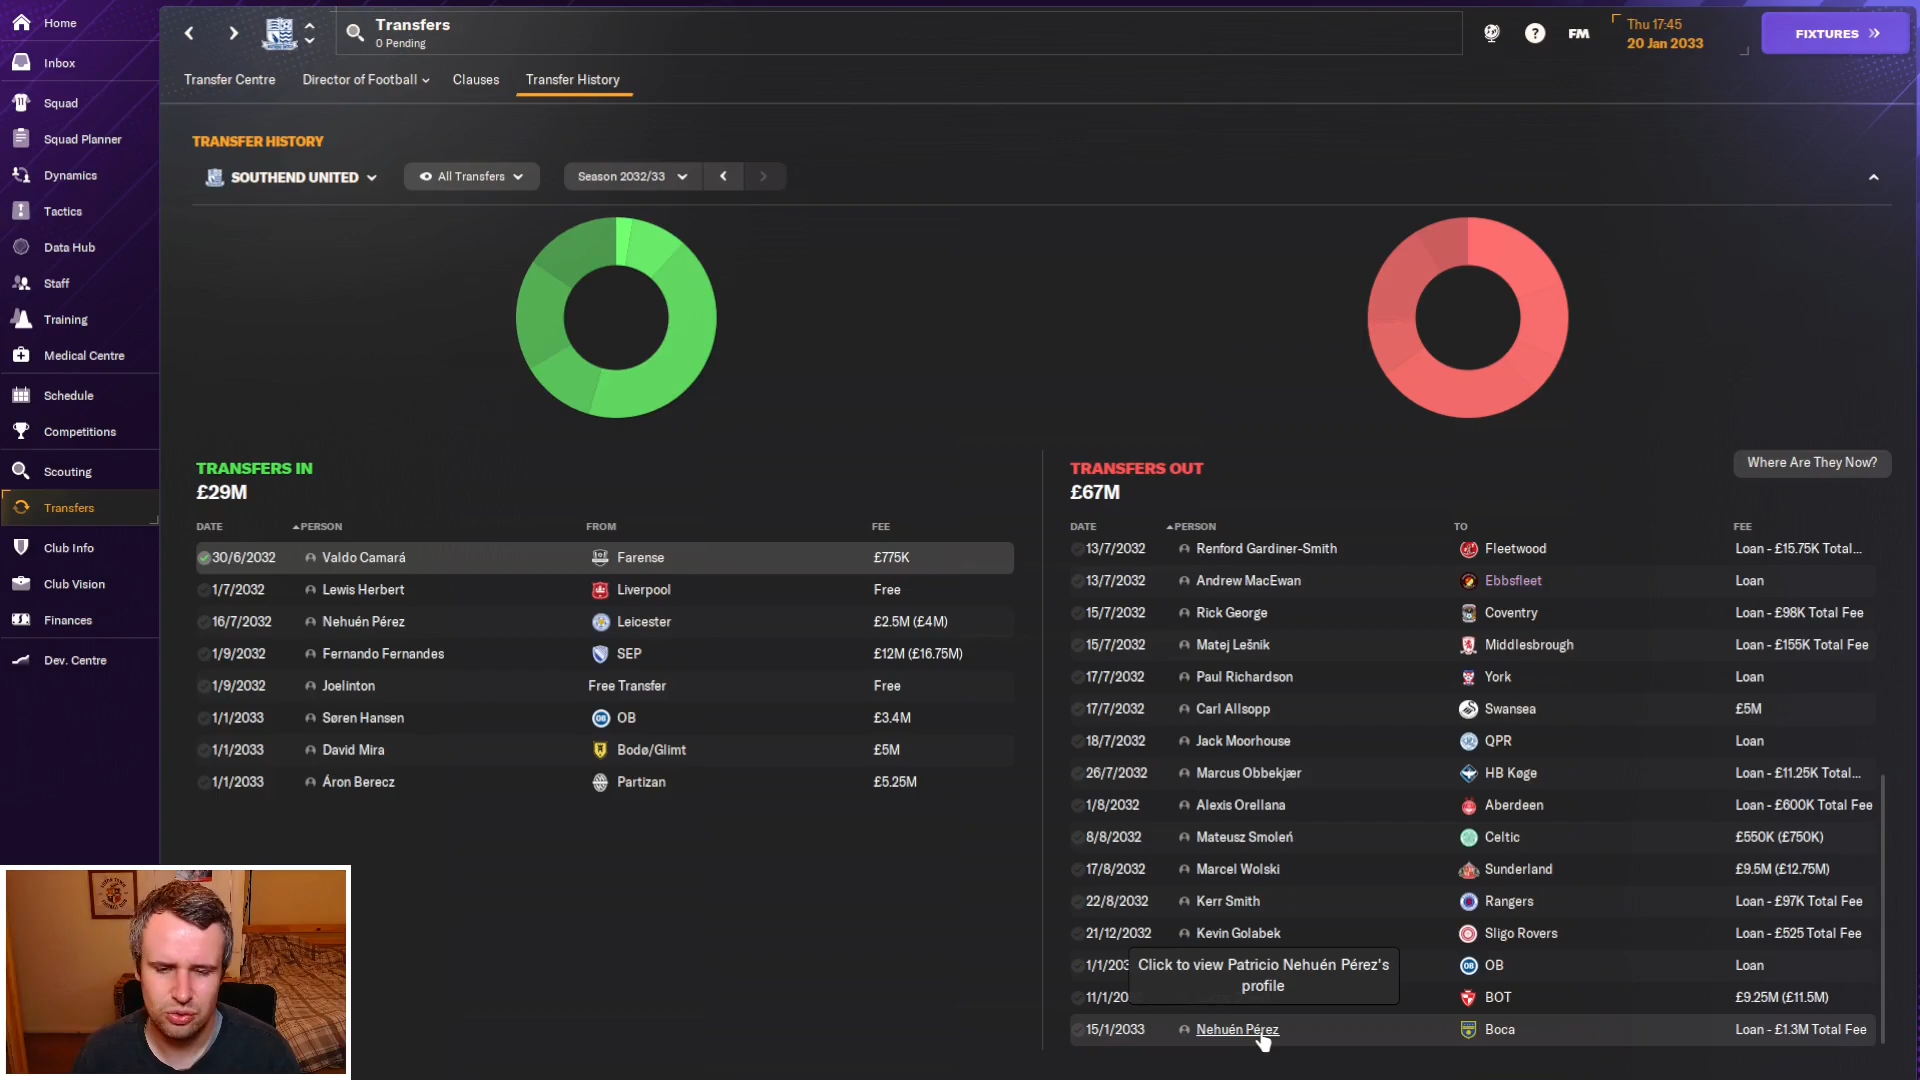 Home
Inbox
Squad
Squad Planner
Dynamics
Tactics
Data Hub
Staff
Training
Medical Centre
Schedule
Competitions
Scouting
Transfers
Club Info
Club Vision
Finances
Dev. Centre
Transfers
0 Pending
FM
Thu 17:45
20 Jan 2033
FIXTURES
Transfer Centre Director of Football Clauses Transfer History
TRANSFER HISTORY
SOUTHEND UNITED All Transfers Season 2032/33
TRANSFERS IN
£29M
DATE PERSON FROM FEE
30/6/2032 Valdo Camará Farense £775K
1/7/2032 Lewis Herbert Liverpool Free
16/7/2032 Nehuén Pérez Leicester £2.5M (£4M)
1/9/2032 Fernando Fernandes SEP £12M (£16.75M)
1/9/2032 Joelinton Free Transfer Free
1/1/2033 Søren Hansen OB £3.4M
1/1/2033 David Mira Bodø/Glimt £5M
1/1/2033 Áron Berecz Partizan £5.25M
TRANSFERS OUT
£67M
Where Are They Now?
DATE PERSON TO FEE
13/7/2032 Renford Gardiner-Smith Fleetwood Loan - £15.75K Total...
13/7/2032 Andrew MacEwan Ebbsfleet Loan
15/7/2032 Rick George Coventry Loan - £98K Total Fee
15/7/2032 Matej Lešnik Middlesbrough Loan - £155K Total Fee
17/7/2032 Paul Richardson York Loan
17/7/2032 Carl Allsopp Swansea £5M
18/7/2032 Jack Moorhouse QPR Loan
26/7/2032 Marcus Obbekjær HB Køge Loan - £11.25K Total...
1/8/2032 Alexis Orellana Aberdeen Loan - £600K Total Fee
8/8/2032 Mateusz Smoleń Celtic £550K (£750K)
17/8/2032 Marcel Wolski Sunderland £9.5M (£12.75M)
22/8/2032 Kerr Smith Rangers Loan - £97K Total Fee
21/12/2032 Kevin Golabek Sligo Rovers Loan - £525 Total Fee
1/1/203 OB Loan
11/1/20 BOT £9.25M (£11.5M)
15/1/2033 Nehuén Pérez Boca Loan - £1.3M Total Fee
Click to view Patricio Nehuén Pérez's
profile